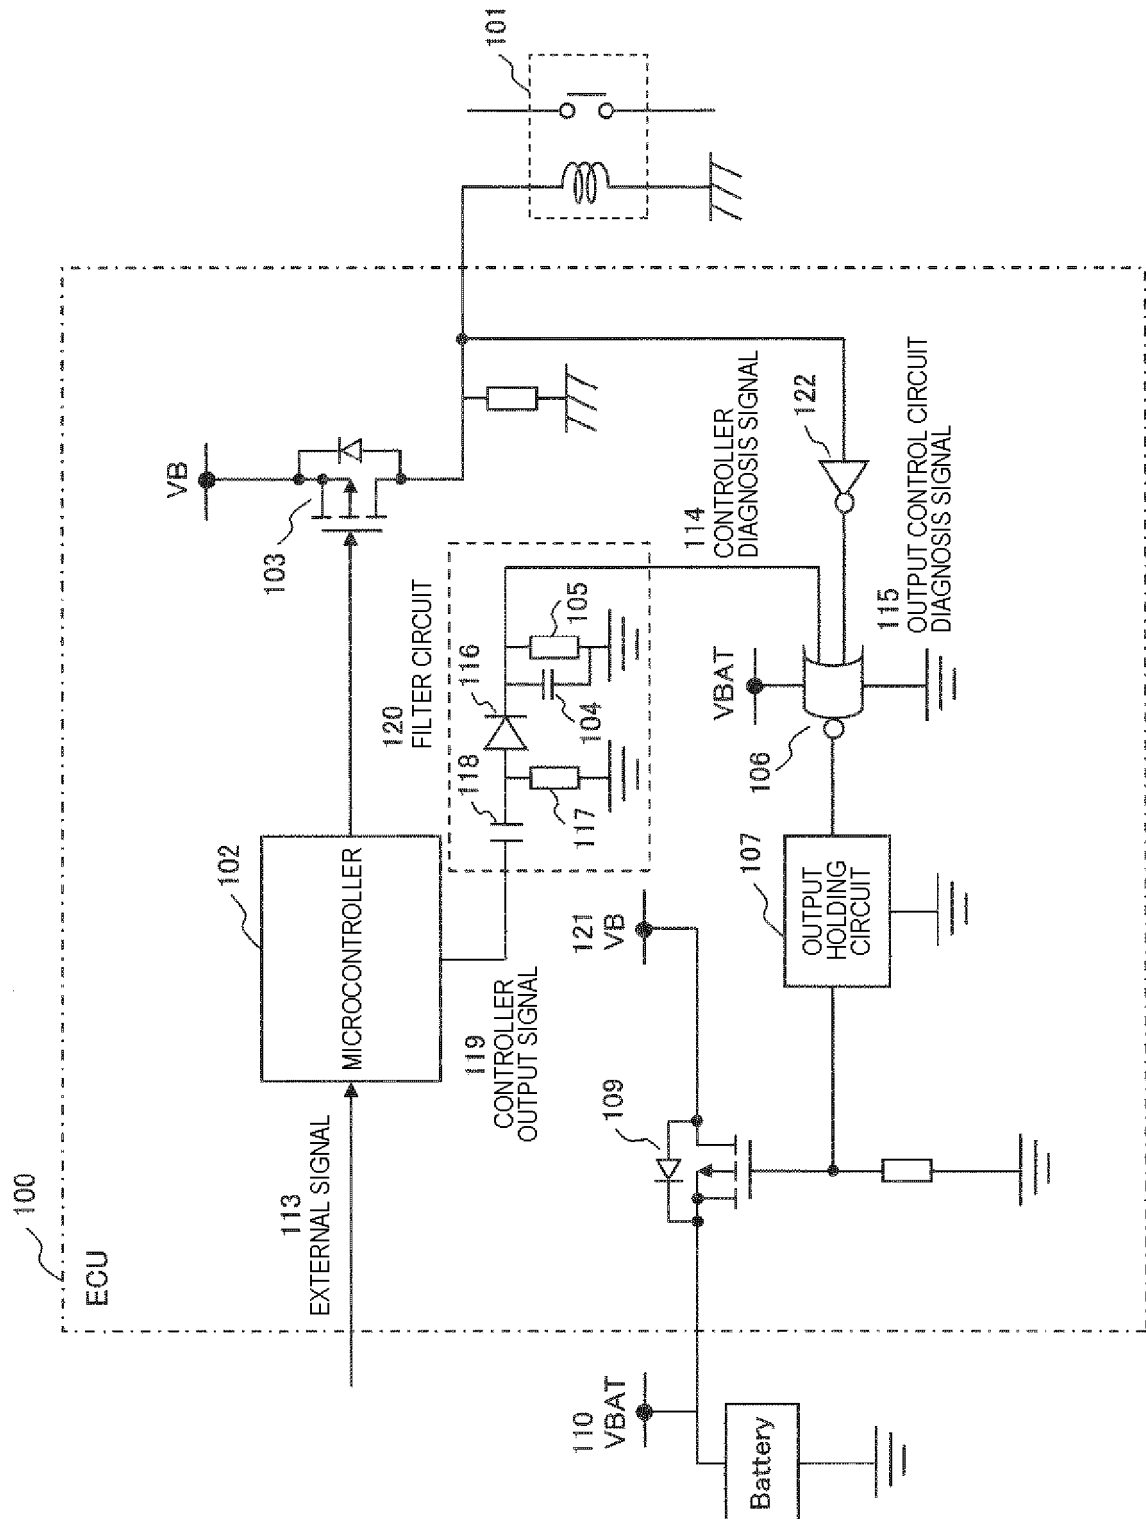 100
ECU
113
EXTERNAL SIGNAL
102
MICROCONTROLLER
103
VB
101
119
CONTROLLER
OUTPUT SIGNAL
120
FILTER CIRCUIT
118
117
116
104
105
114
CONTROLLER
DIAGNOSIS SIGNAL
122
115
OUTPUT CONTROL CIRCUIT
DIAGNOSIS SIGNAL
VBAT
106
107
OUTPUT
HOLDING
CIRCUIT
121
VB
109
110
VBAT
Battery